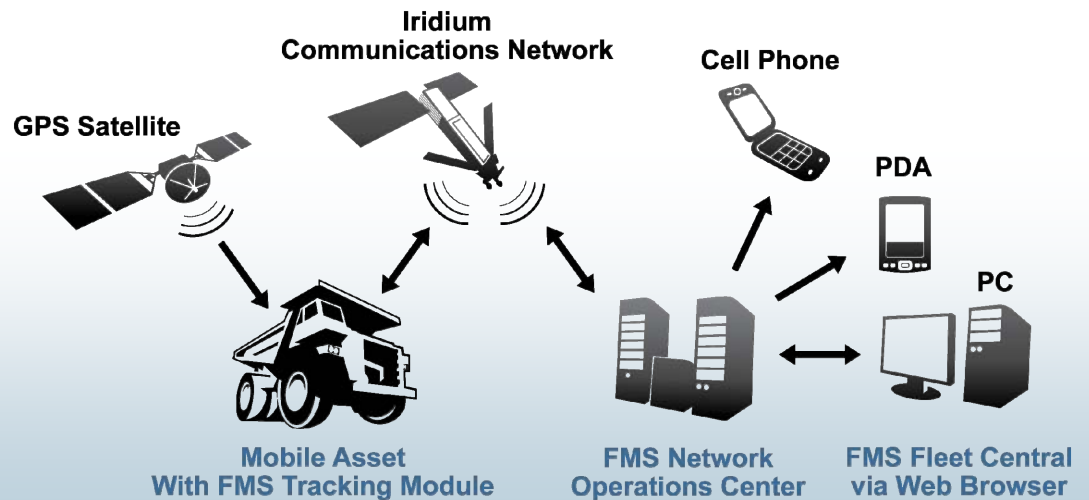 Iridium
Communications Network
GPS Satellite
Cell Phone
PDA
PC
Mobile Asset
With FMS Tracking Module
FMS Network
Operations Center
FMS Fleet Central
via Web Browser